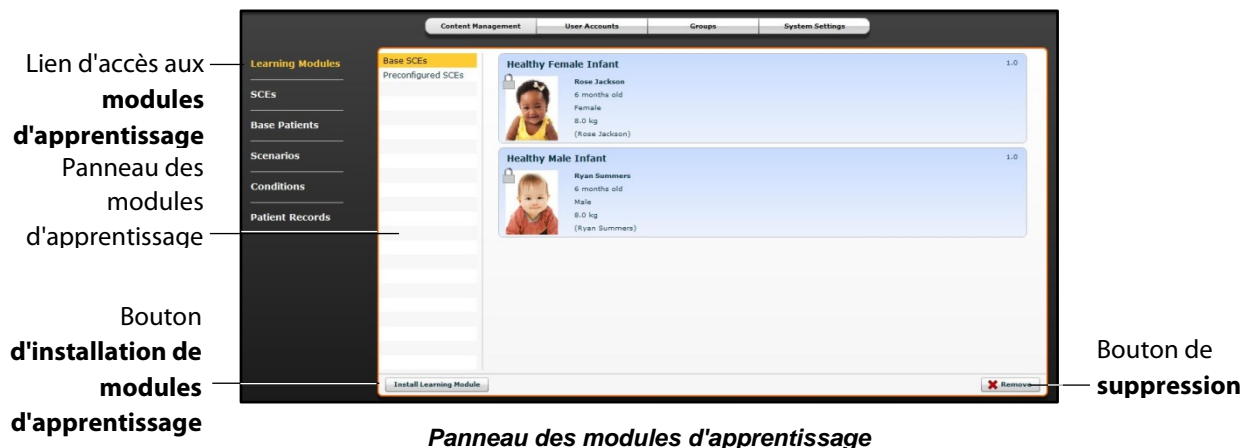 Content Management
User Accounts
Groups
System Settings
Lien d'accès aux
modules
d'apprentissage
Panneau des
modules
d'apprentissage
Bouton
d'installation de
modules
d'apprentissage
Learning Modules
SCEs
Base Patients
Scenarios
Conditions
Patient Records
Base SCEs
Preconfigured SCEs
Healthy Female Infant
1.0
Rose Jackson
6 months old
Female
8.0 kg
(Rose Jackson)
Healthy Male Infant
1.0
Ryan Summers
6 months old
Male
8.0 kg
(Ryan Summers)
Install Learning Module
Remove
Bouton de
suppression
Panneau des modules d'apprentissage